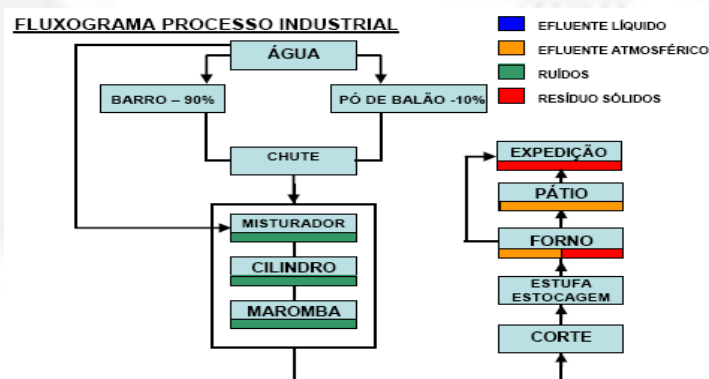 FLUXOGRAMA PROCESSO INDUSTRIAL
EFLUENTE LÍQUIDO
EFLUENTE ATMOSFÉRICO
RUÍDOS
RESÍDUO SÓLIDOS
ÁGUA
BARRO – 90%
PÓ DE BALÃO -10%
CHUTE
MISTURADOR
CILINDRO
MAROMBA
EXPEDIÇÃO
PÁTIO
FORNO
ESTUFA
ESTOCAGEM
CORTE